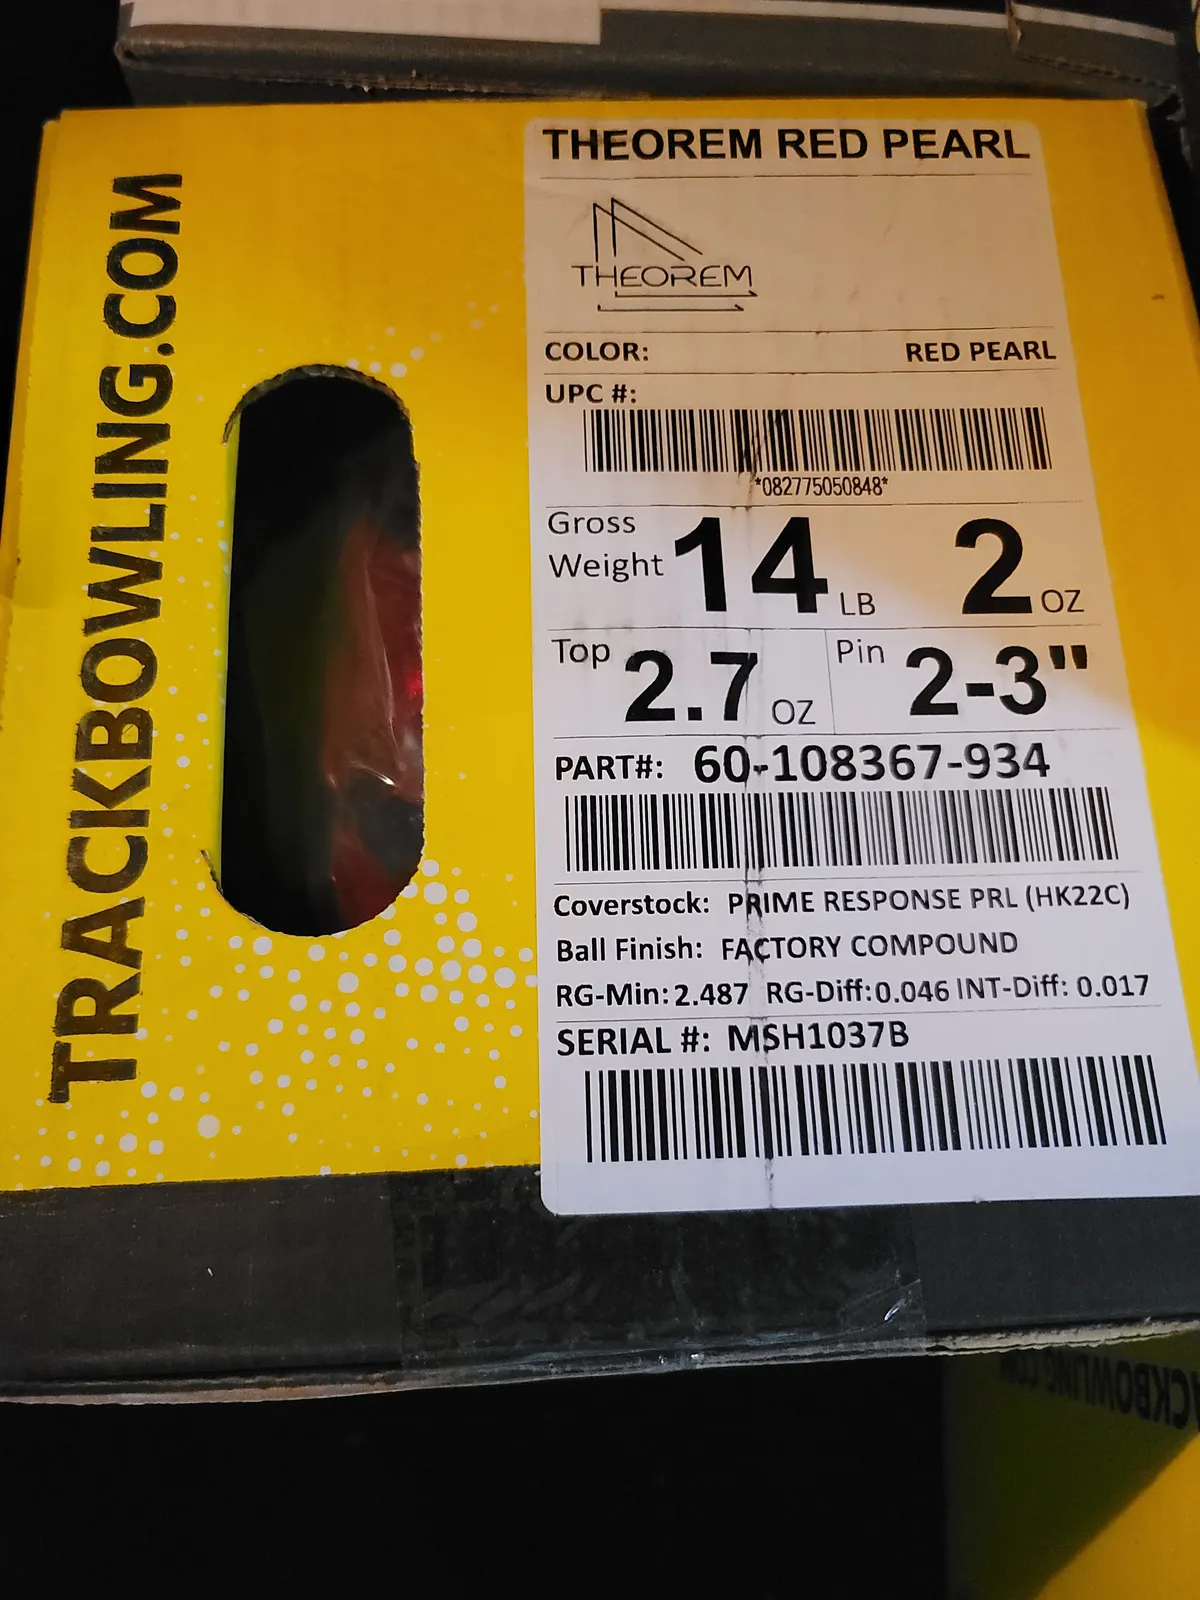 TRACKBOWLING.COM
THEOREM RED PEARL
THEOREM
COLOR: RED PEARL
UPC #:
*082775050848*
Gross Weight 14 LB 2 OZ
Top 2.7 OZ Pin 2-3"
PART#: 60-108367-934
Coverstock: PRIME RESPONSE PRL (HK22C)
Ball Finish: FACTORY COMPOUND
RG-Min: 2.487 RG-Diff: 0.046 INT-Diff: 0.017
SERIAL #: MSH1037B